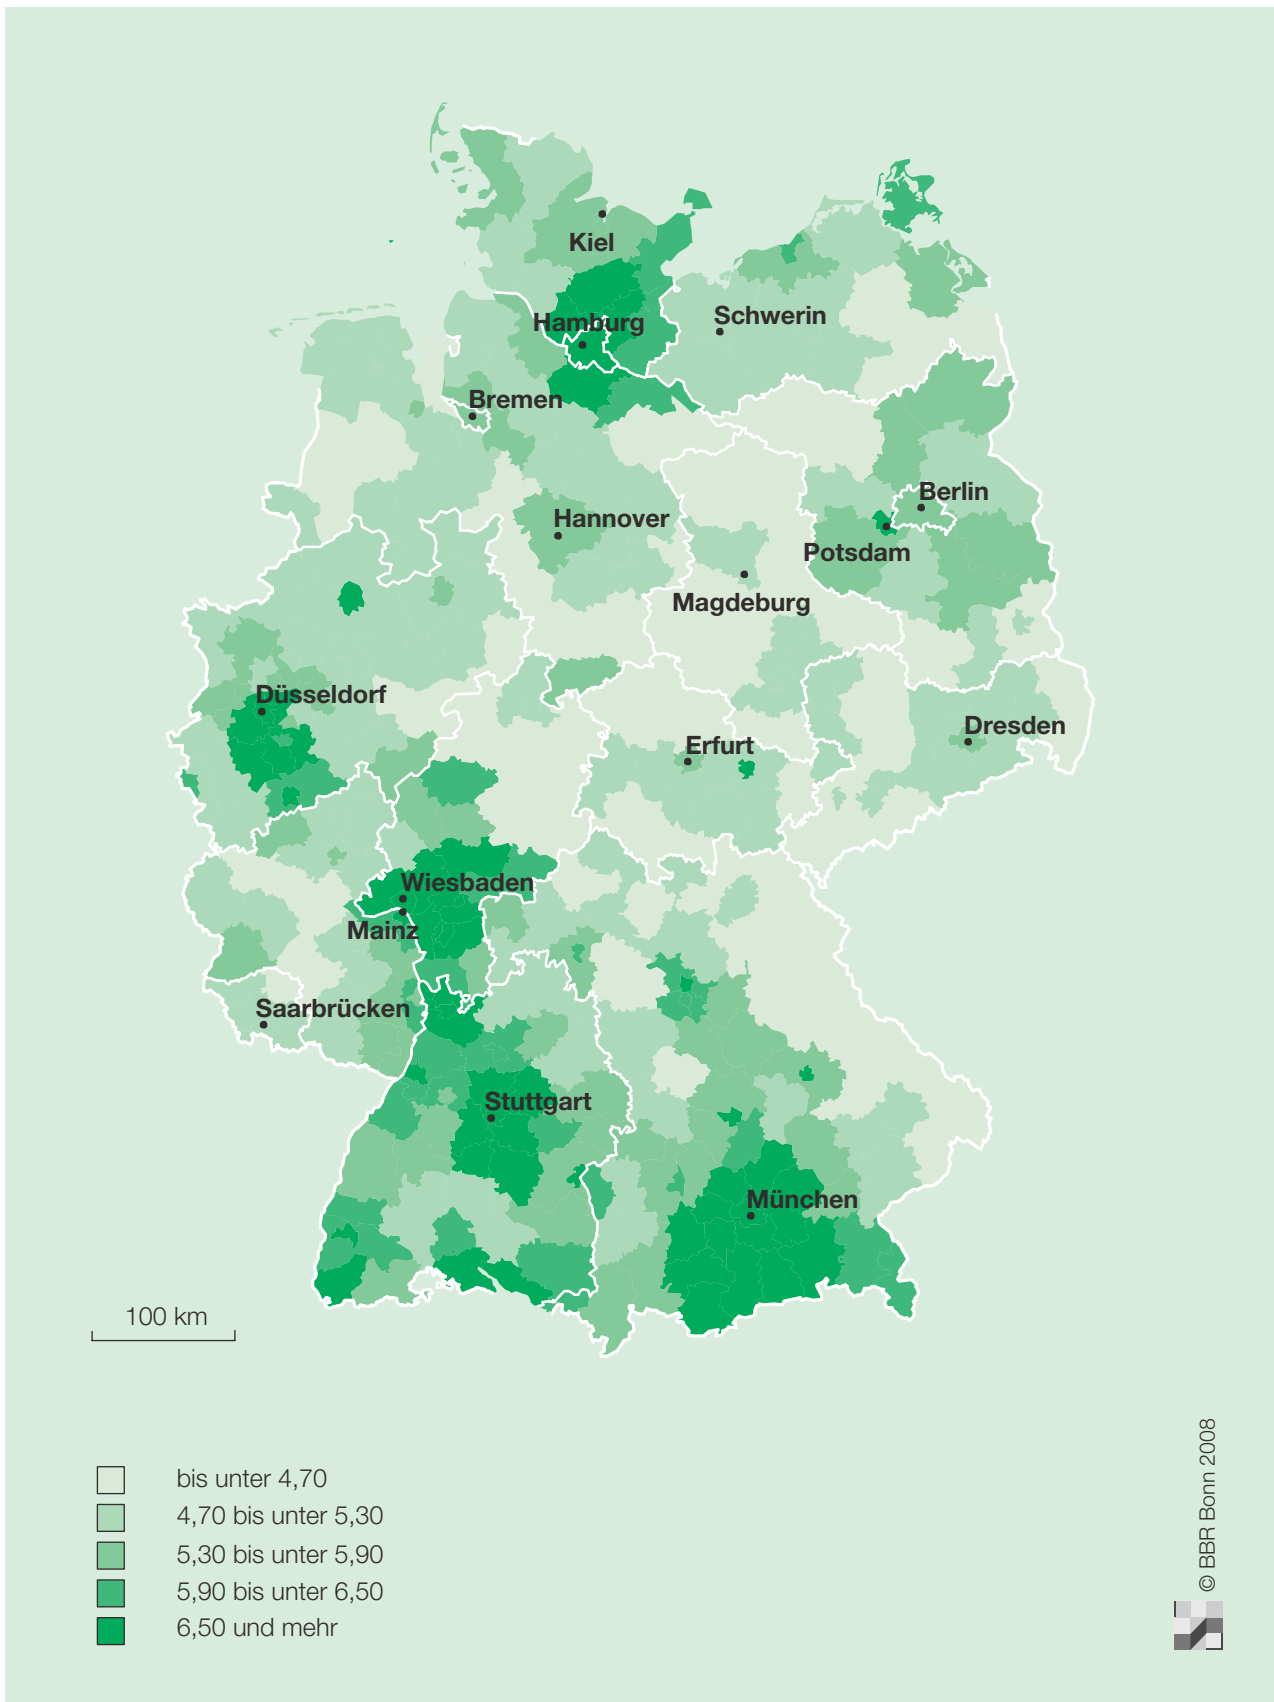 Kiel
Hamburg
Schwerin
Bremen
Berlin
Hannover
Potsdam
Magdeburg
Düsseldorf
Dresden
Erfurt
Wiesbaden
Mainz
Saarbrücken
Stuttgart
München
100 km
bis unter 4,70
4,70 bis unter 5,30
5,30 bis unter 5,90
5,90 bis unter 6,50
6,50 und mehr
© BBR Bonn 2008